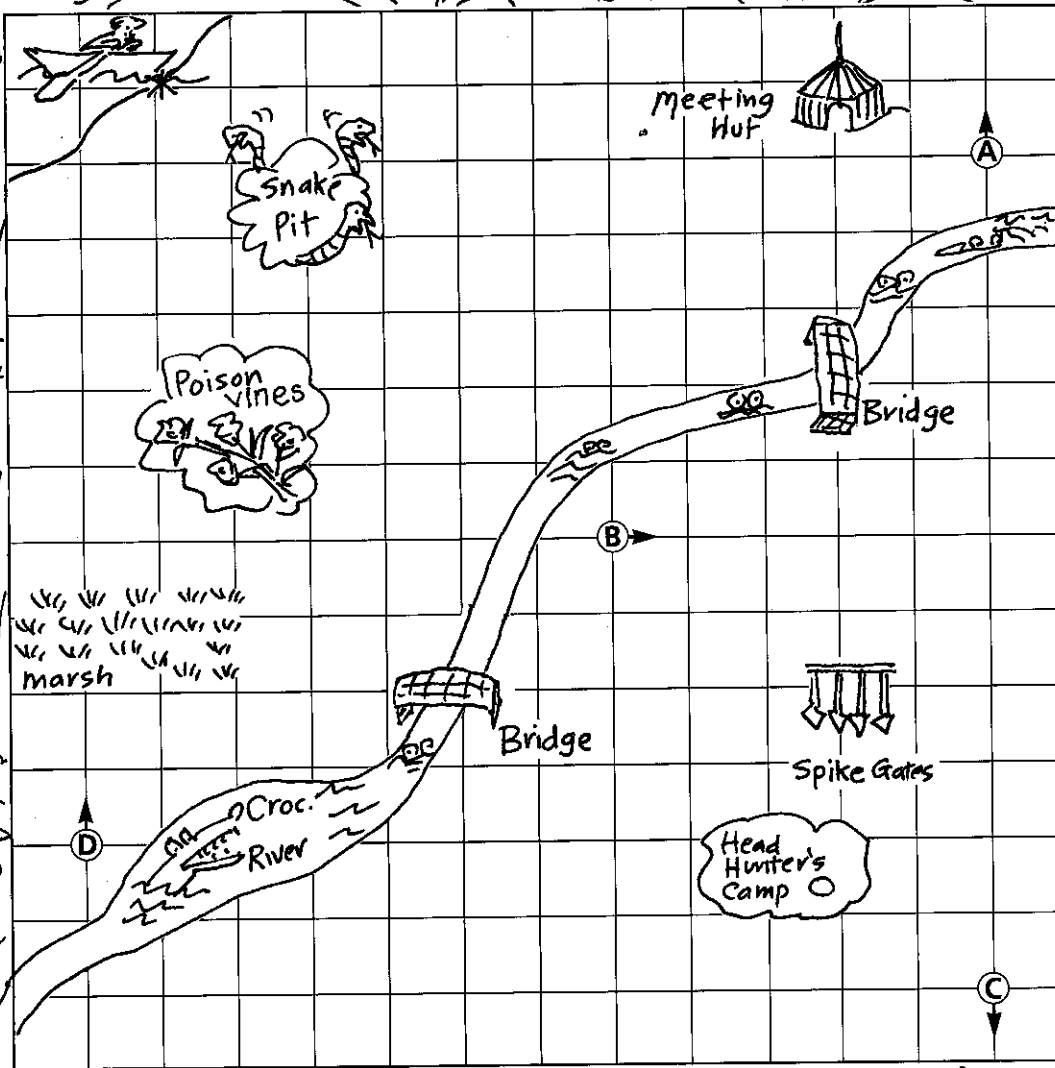 Meeting
Hut
A
Snake
Pit
Poison
vines
Bridge
B
marsh
Bridge
Spike Gates
Croc.
River
D
Head
Hunter's
Camp
C